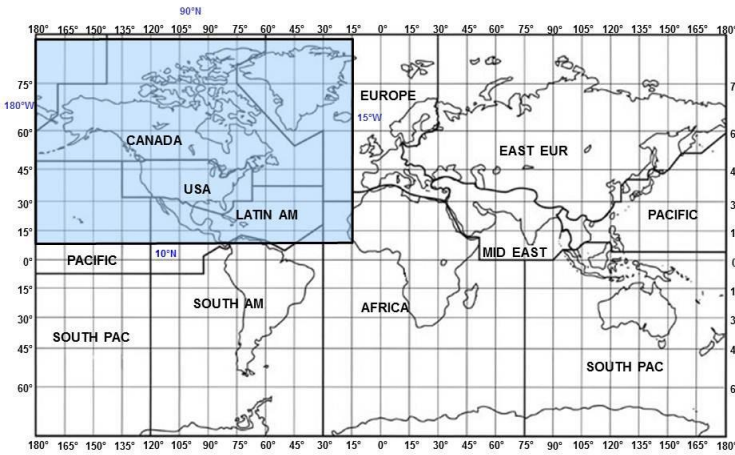 90°N
180° 165° 150° 135° 120° 105° 90° 75° 60° 45° 30° 15° 0° 15° 30° 45° 60° 75° 90° 105° 120° 135° 150° 165° 180°
75°
EUROPE
180°W
15°W
60°
CANADA
EAST EUR
45°
USA
30°
LATIN AM
PACIFIC
15°
10°N
MID EAST
PACIFIC
0°
15°
SOUTH AM
AFRICA
30°
SOUTH PAC
45°
SOUTH PAC
60°
180° 165° 150° 135° 120° 105° 90° 75° 60° 45° 30° 15° 0° 15° 30° 45° 60° 75° 90° 105° 120° 135° 150° 165° 180°